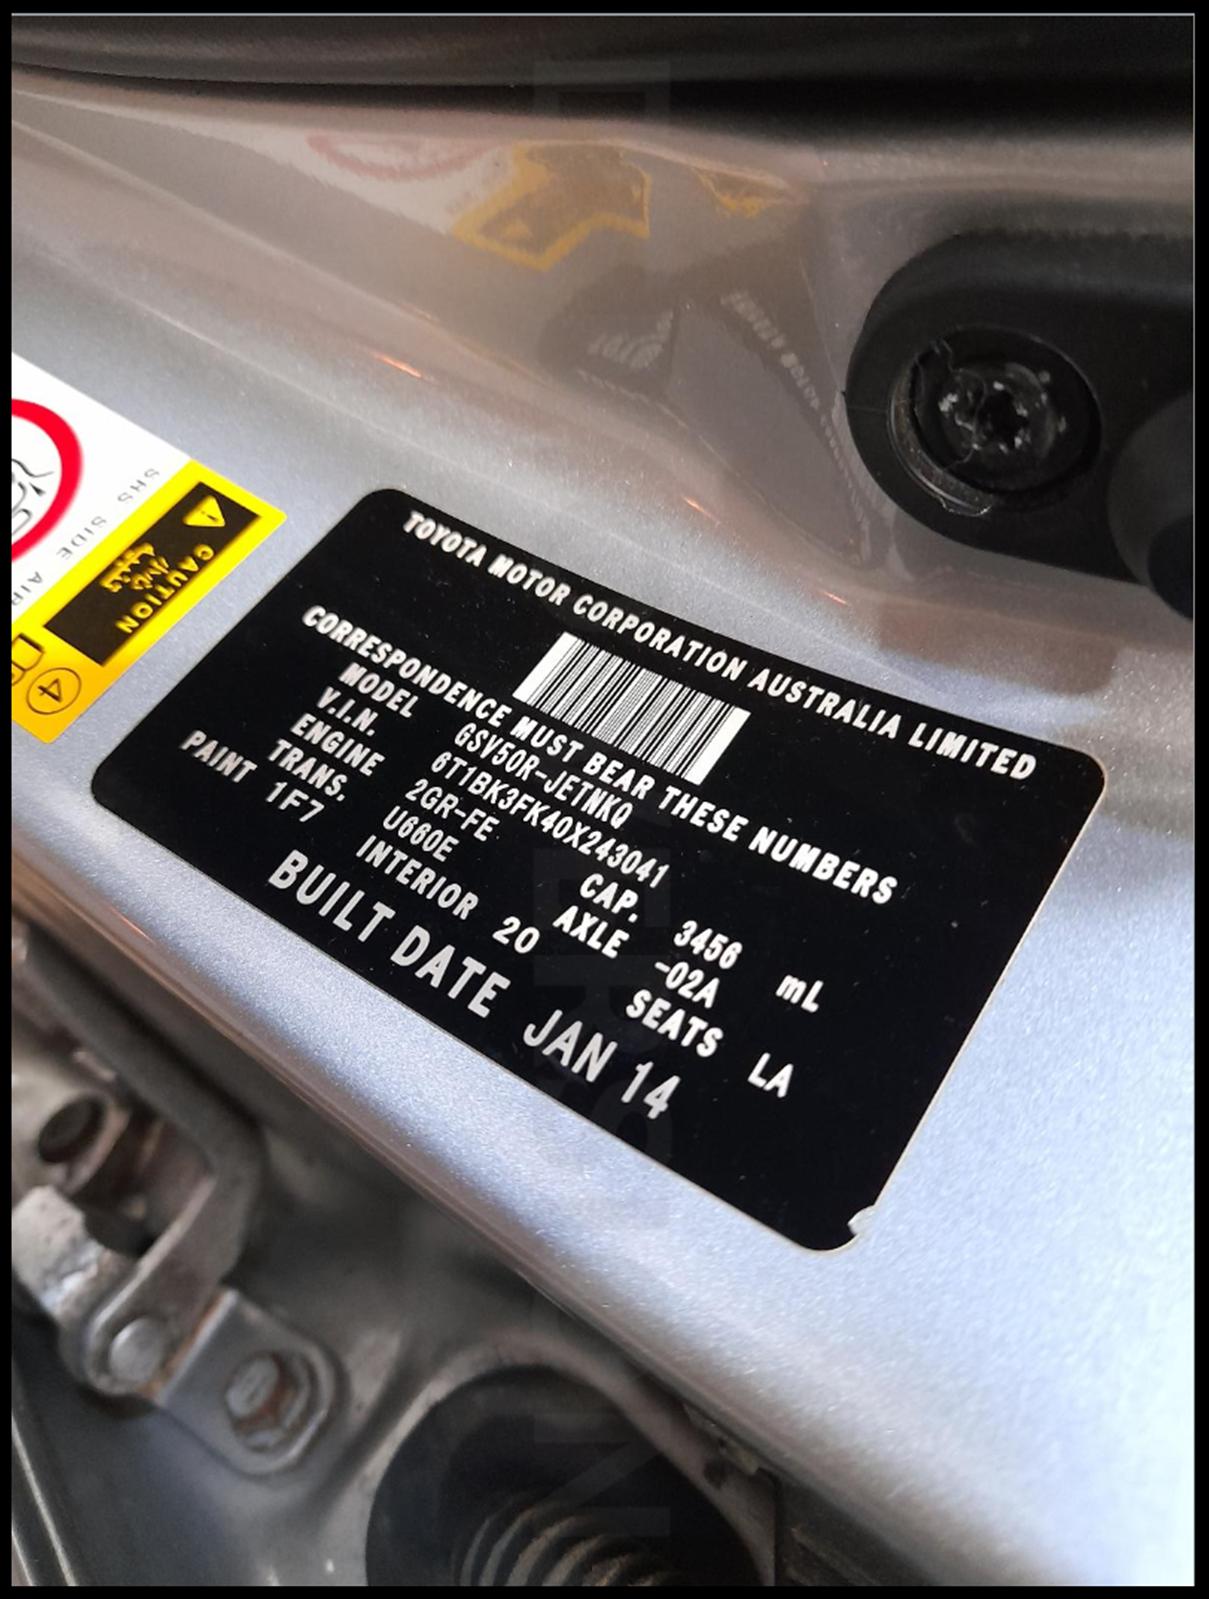 TOYOTA MOTOR CORPORATION AUSTRALIA LIMITED
CORRESPONDENCE MUST BEAR THESE NUMBERS
MODEL GSV50R-JETNKQ
V.I.N. 6T1BK3FK40X243041
ENGINE 2GR-FE CAP. 3456 mL
TRANS. U660E AXLE -02A
PAINT 1F7 INTERIOR 20 SEATS LA
BUILT DATE JAN 14
SRS SIDE AIR
CAUTION
4